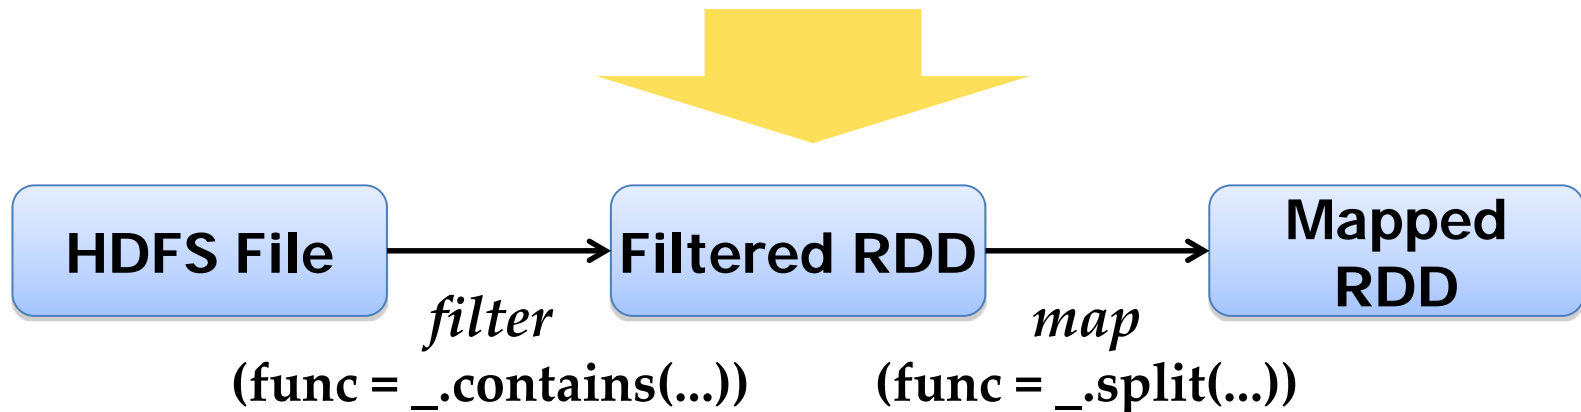 HDFS File
Filtered RDD
Mapped
RDD
filter
(func = _.contains(...))
map
(func = _.split(...))